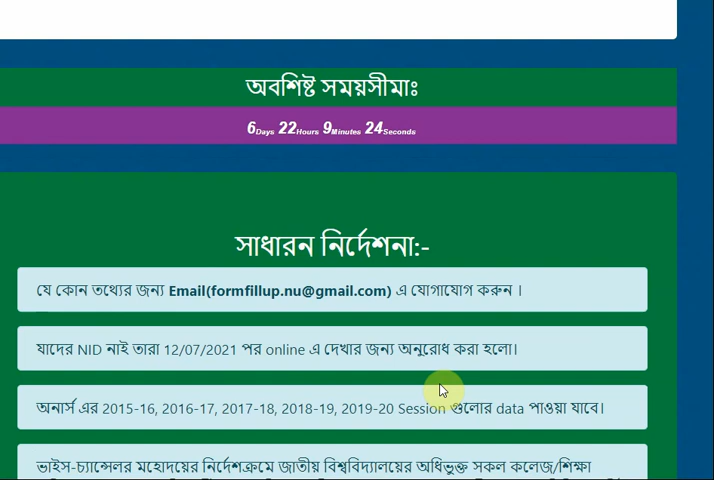 অবশিষ্ট সময়সীমাঃ
6Days 22Hours 9Minutes 24Seconds
সাধারন নির্দেশনা:-
যে কোন তথ্যের জন্য Email(formfillup.nu@gmail.com) এ যোগাযোগ করুন ।
যাদের NID নাই তারা 12/07/2021 পর online এ দেখার জন্য অনুরোধ করা হলো।
অনার্স এর 2015-16, 2016-17, 2017-18, 2018-19, 2019-20 Session গুলোর data পাওয়া যাবে।
ভাইস-চ্যান্সেলর মহোদয়ের নির্দেশক্রমে জাতীয় বিশ্ববিদ্যালয়ের অধিভুক্ত সকল কলেজ/শিক্ষা